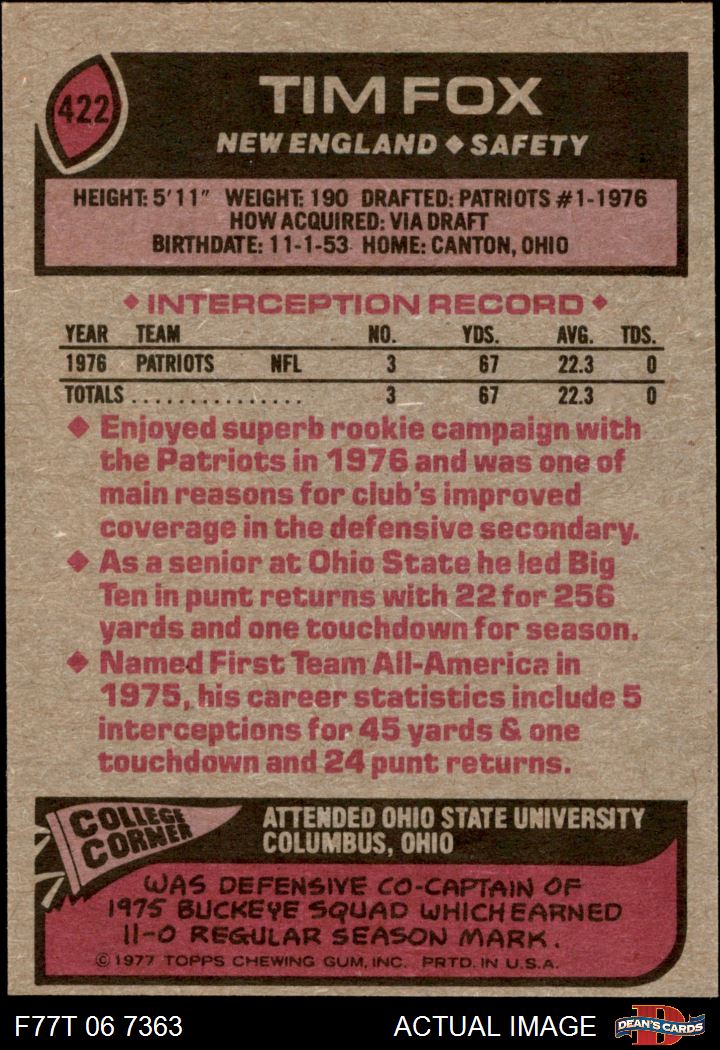 422
TIM FOX
NEW ENGLAND ◆ SAFETY
HEIGHT: 5'11" WEIGHT: 190 DRAFTED: PATRIOTS #1-1976
HOW ACQUIRED: VIA DRAFT
BIRTHDATE: 11-1-53 HOME: CANTON, OHIO
◆ INTERCEPTION RECORD ◆
YEAR TEAM NO. YDS. AVG. TDS.
1976 PATRIOTS NFL 3 67 22.3 0
TOTALS ............... 3 67 22.3 0
◆ Enjoyed superb rookie campaign with
the Patriots in 1976 and was one of
main reasons for club's improved
coverage in the defensive secondary.
◆ As a senior at Ohio State he led Big
Ten in punt returns with 22 for 256
yards and one touchdown for season.
◆ Named First Team All-America in
1975, his career statistics include 5
interceptions for 45 yards & one
touchdown and 24 punt returns.
COLLEGE
CORNER
ATTENDED OHIO STATE UNIVERSITY
COLUMBUS, OHIO
WAS DEFENSIVE CO-CAPTAIN OF
1975 BUCKEYE SQUAD WHICH EARNED
11-0 REGULAR SEASON MARK.
© 1977 TOPPS CHEWING GUM, INC. PRTD. IN U.S.A.
F77T 06 7363 ACTUAL IMAGE
D
DEAN'S CARDS